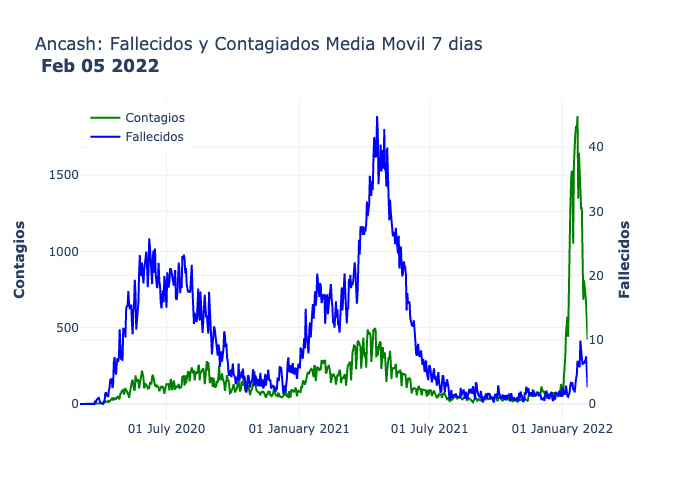 Ancash: Fallecidos y Contagiados Media Movil 7 dias
Feb 05 2022
Contagios
Fallecidos
1500
1000
500
0
40
30
20
10
0
Contagios
Fallecidos
01 July 2020
01 January 2021
01 July 2021
01 January 2022